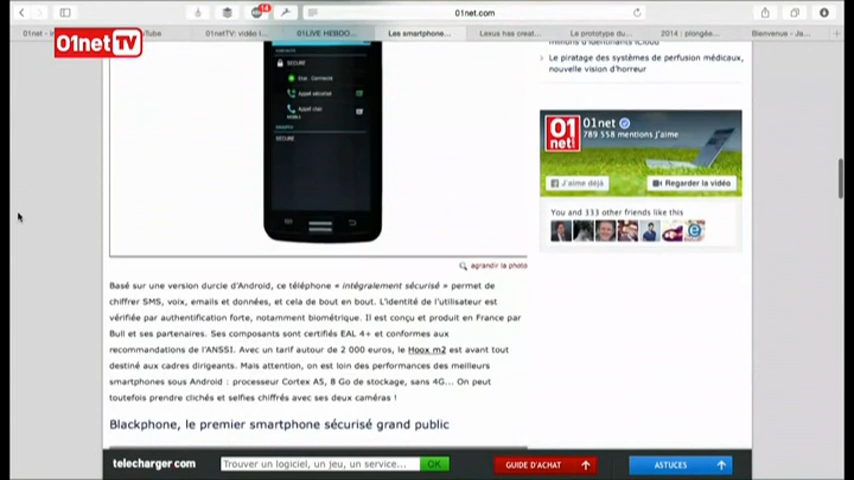 01net.com
01net TV
01netTV: vidéo l...
01LIVE HEBDO...
Les smartphone...
Lexus has creat...
Le prototype du...
2014 : plongée...
Bienvenue - Ja...
SECURE
Etat : Connecté
Appel sécurisé
Appel clair
MOBILE
SECURE
agrandir la photo
Basé sur une version durcie d'Android, ce téléphone « intégralement sécurisé » permet de
chiffrer SMS, voix, emails et données, et cela de bout en bout. L'identité de l'utilisateur est
vérifiée par authentification forte, notamment biométrique. Il est conçu et produit en France par
Bull et ses partenaires. Ses composants sont certifiés EAL 4+ et conformes aux
recommandations de l'ANSSI. Avec un tarif autour de 2 000 euros, le Hoox m2 est avant tout
destiné aux cadres dirigeants. Mais attention, on est loin des performances des meilleurs
smartphones sous Android : processeur Cortex A5, 8 Go de stockage, sans 4G... On peut
toutefois prendre clichés et selfies chiffrés avec ses deux caméras !
Blackphone, le premier smartphone sécurisé grand public
millions d'identifiants iCloud
Le piratage des systèmes de perfusion médicaux,
nouvelle vision d'horreur
01
net.
01net
789 558 mentions J'aime
J'aime déjà
Regarder la vidéo
You and 333 other friends like this
telecharger.com
Trouver un logiciel, un jeu, un service...
OK
GUIDE D'ACHAT
ASTUCES